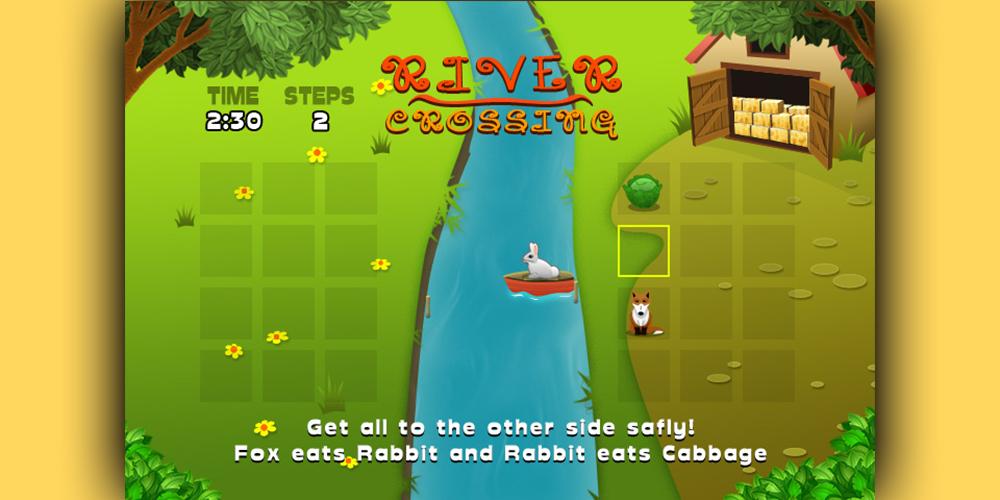 RIVER
CROSSING
TIME STEPS
2:30 2
Get all to the other side safly!
Fox eats Rabbit and Rabbit eats Cabbage